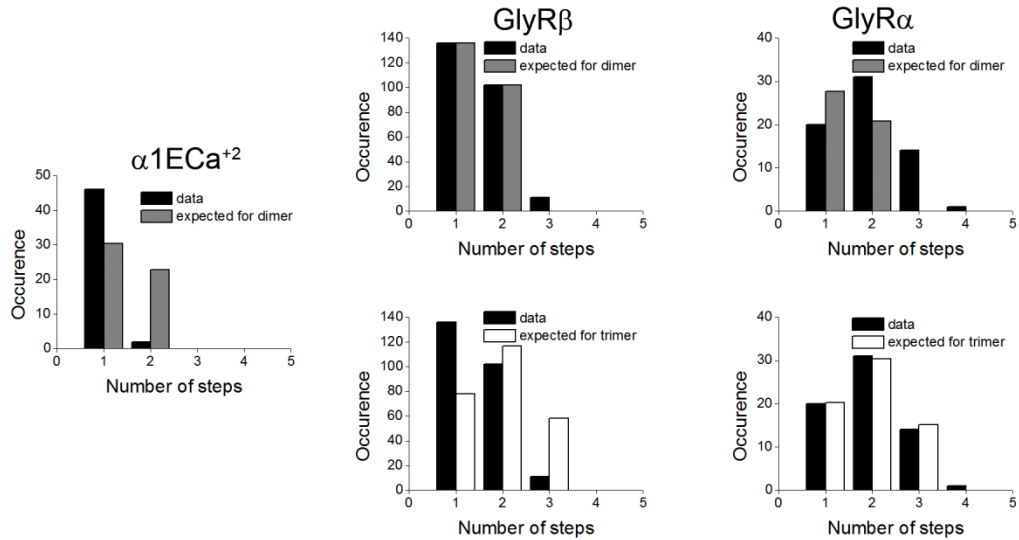 α1ECa⁺²
data
expected for dimer
50
40
30
20
10
0
0 1 2 3 4 5
Occurence
Number of steps
GlyRβ
data
expected for dimer
140
120
100
80
60
40
20
0
0 1 2 3 4 5
Occurence
Number of steps
GlyRα
data
expected for dimer
40
30
20
10
0
0 1 2 3 4 5
Occurence
Number of steps
data
expected for trimer
140
120
100
80
60
40
20
0
0 1 2 3 4 5
Occurence
Number of steps
data
expected for trimer
40
30
20
10
0
0 1 2 3 4 5
Occurence
Number of steps